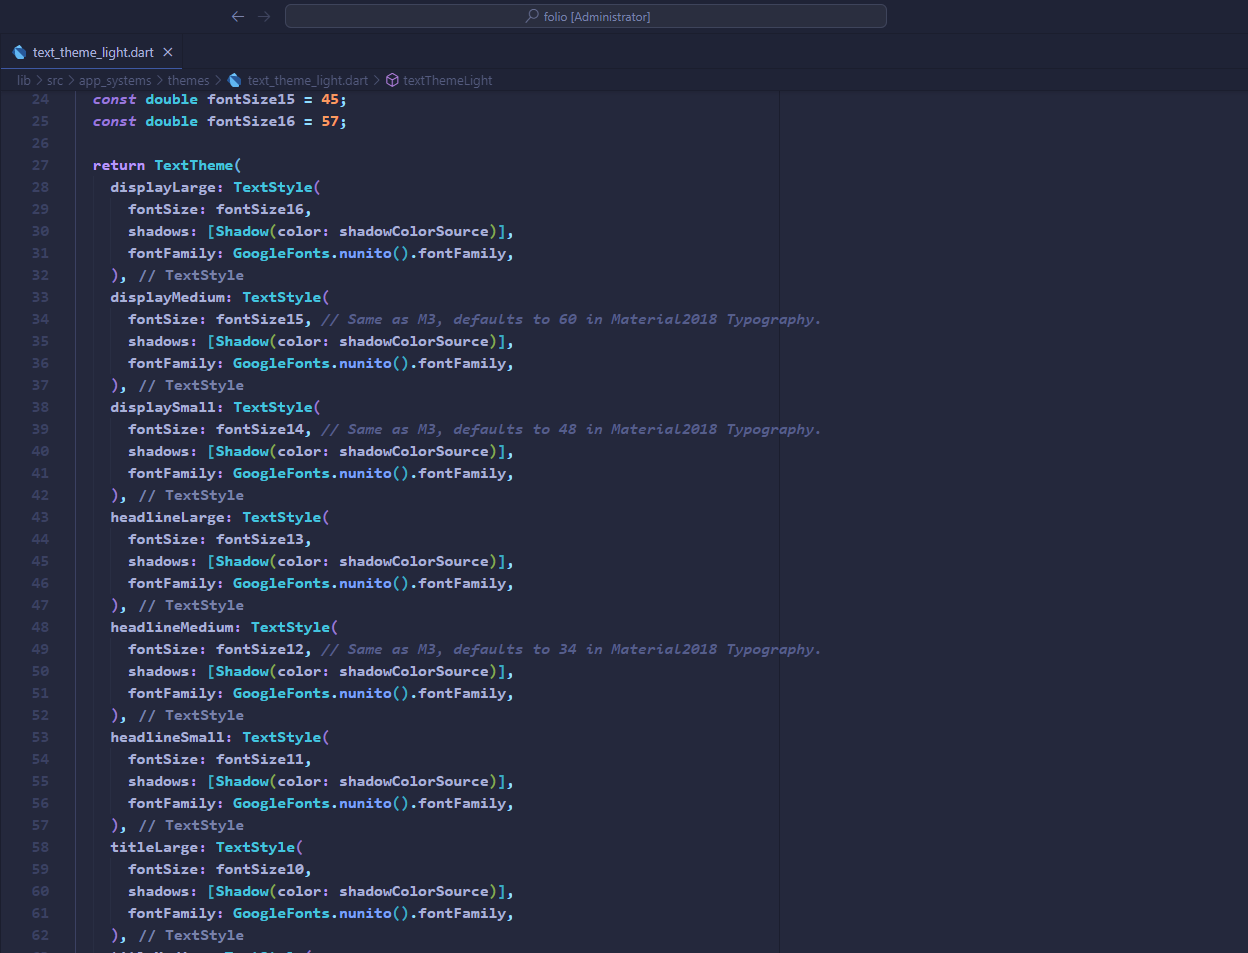 folio [Administrator]
text_theme_light.dart
lib > src > app_systems > themes > text_theme_light.dart > textThemeLight
24 const double fontSize15 = 45;
25 const double fontSize16 = 57;
26
27 return TextTheme(
28 displayLarge: TextStyle(
29 fontSize: fontSize16,
30 shadows: [Shadow(color: shadowColorSource)],
31 fontFamily: GoogleFonts.nunito().fontFamily,
32 ), // TextStyle
33 displayMedium: TextStyle(
34 fontSize: fontSize15, // Same as M3, defaults to 60 in Material2018 Typography.
35 shadows: [Shadow(color: shadowColorSource)],
36 fontFamily: GoogleFonts.nunito().fontFamily,
37 ), // TextStyle
38 displaySmall: TextStyle(
39 fontSize: fontSize14, // Same as M3, defaults to 48 in Material2018 Typography.
40 shadows: [Shadow(color: shadowColorSource)],
41 fontFamily: GoogleFonts.nunito().fontFamily,
42 ), // TextStyle
43 headlineLarge: TextStyle(
44 fontSize: fontSize13,
45 shadows: [Shadow(color: shadowColorSource)],
46 fontFamily: GoogleFonts.nunito().fontFamily,
47 ), // TextStyle
48 headlineMedium: TextStyle(
49 fontSize: fontSize12, // Same as M3, defaults to 34 in Material2018 Typography.
50 shadows: [Shadow(color: shadowColorSource)],
51 fontFamily: GoogleFonts.nunito().fontFamily,
52 ), // TextStyle
53 headlineSmall: TextStyle(
54 fontSize: fontSize11,
55 shadows: [Shadow(color: shadowColorSource)],
56 fontFamily: GoogleFonts.nunito().fontFamily,
57 ), // TextStyle
58 titleLarge: TextStyle(
59 fontSize: fontSize10,
60 shadows: [Shadow(color: shadowColorSource)],
61 fontFamily: GoogleFonts.nunito().fontFamily,
62 ), // TextStyle